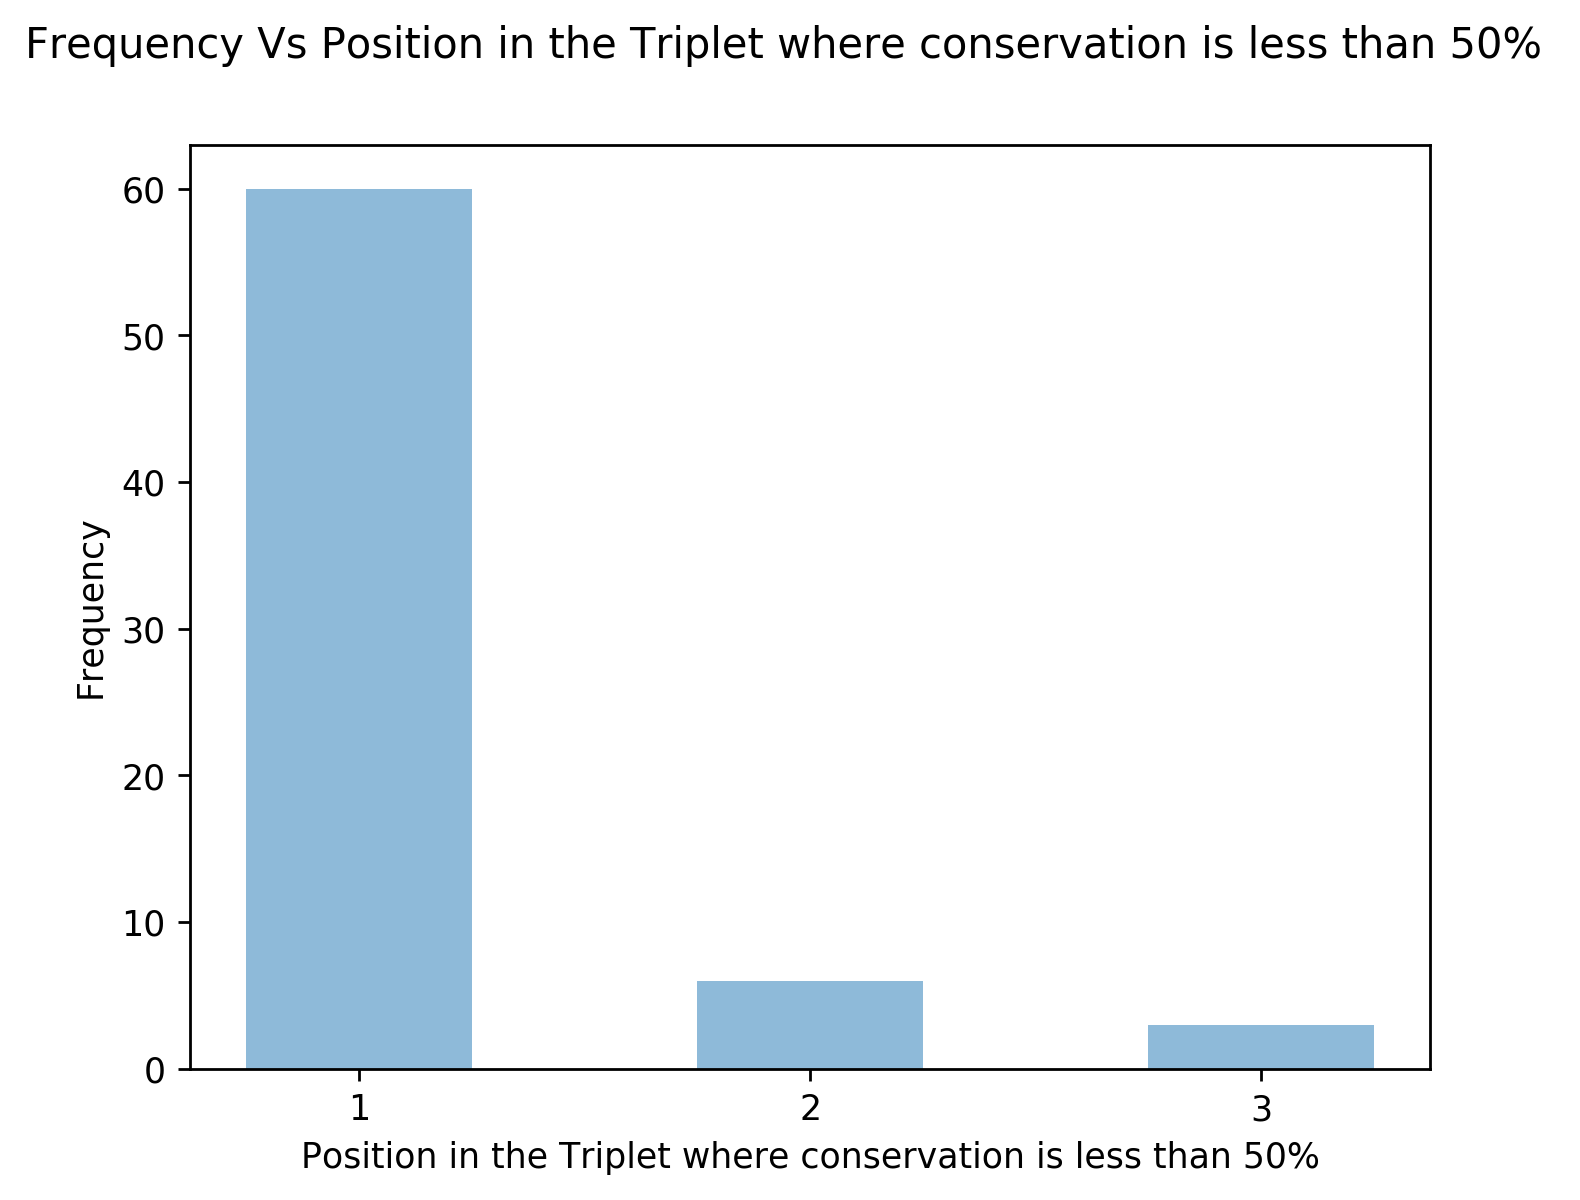 Frequency Vs Position in the Triplet where conservation is less than 50%
60
50
40
30
20
10
0
Frequency
1 2 3
Position in the Triplet where conservation is less than 50%